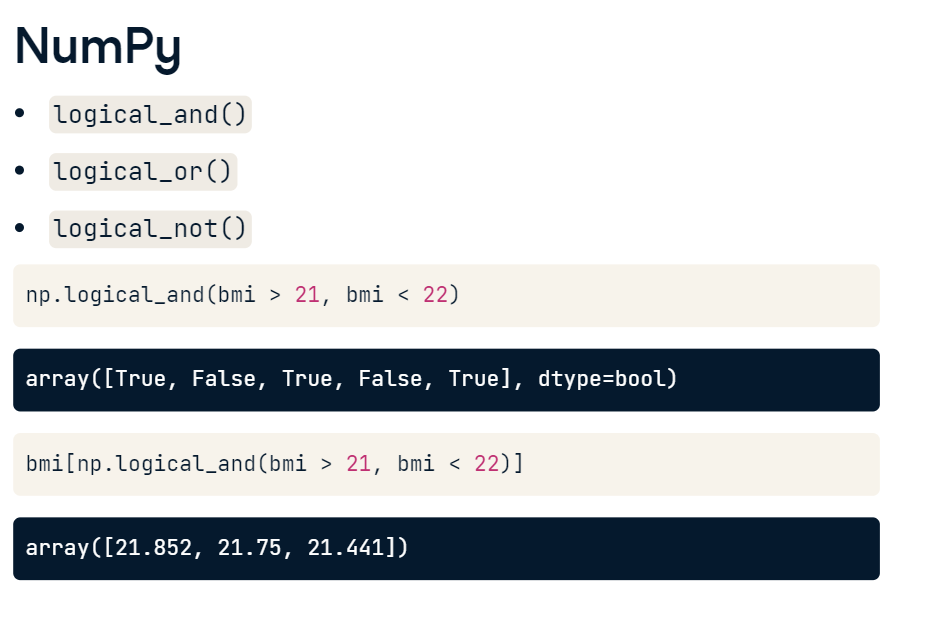 NumPy
• logical_and()
• logical_or()
• logical_not()
np.logical_and(bmi > 21, bmi < 22)
array([True, False, True, False, True], dtype=bool)
bmi[np.logical_and(bmi > 21, bmi < 22)]
array([21.852, 21.75, 21.441])